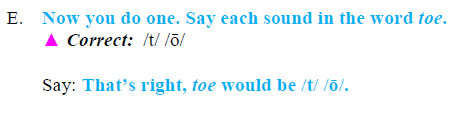 E. Now you do one. Say each sound in the word toe.
▲ Correct: /t/ /ō/
Say: That's right, toe would be /t/ /ō/.